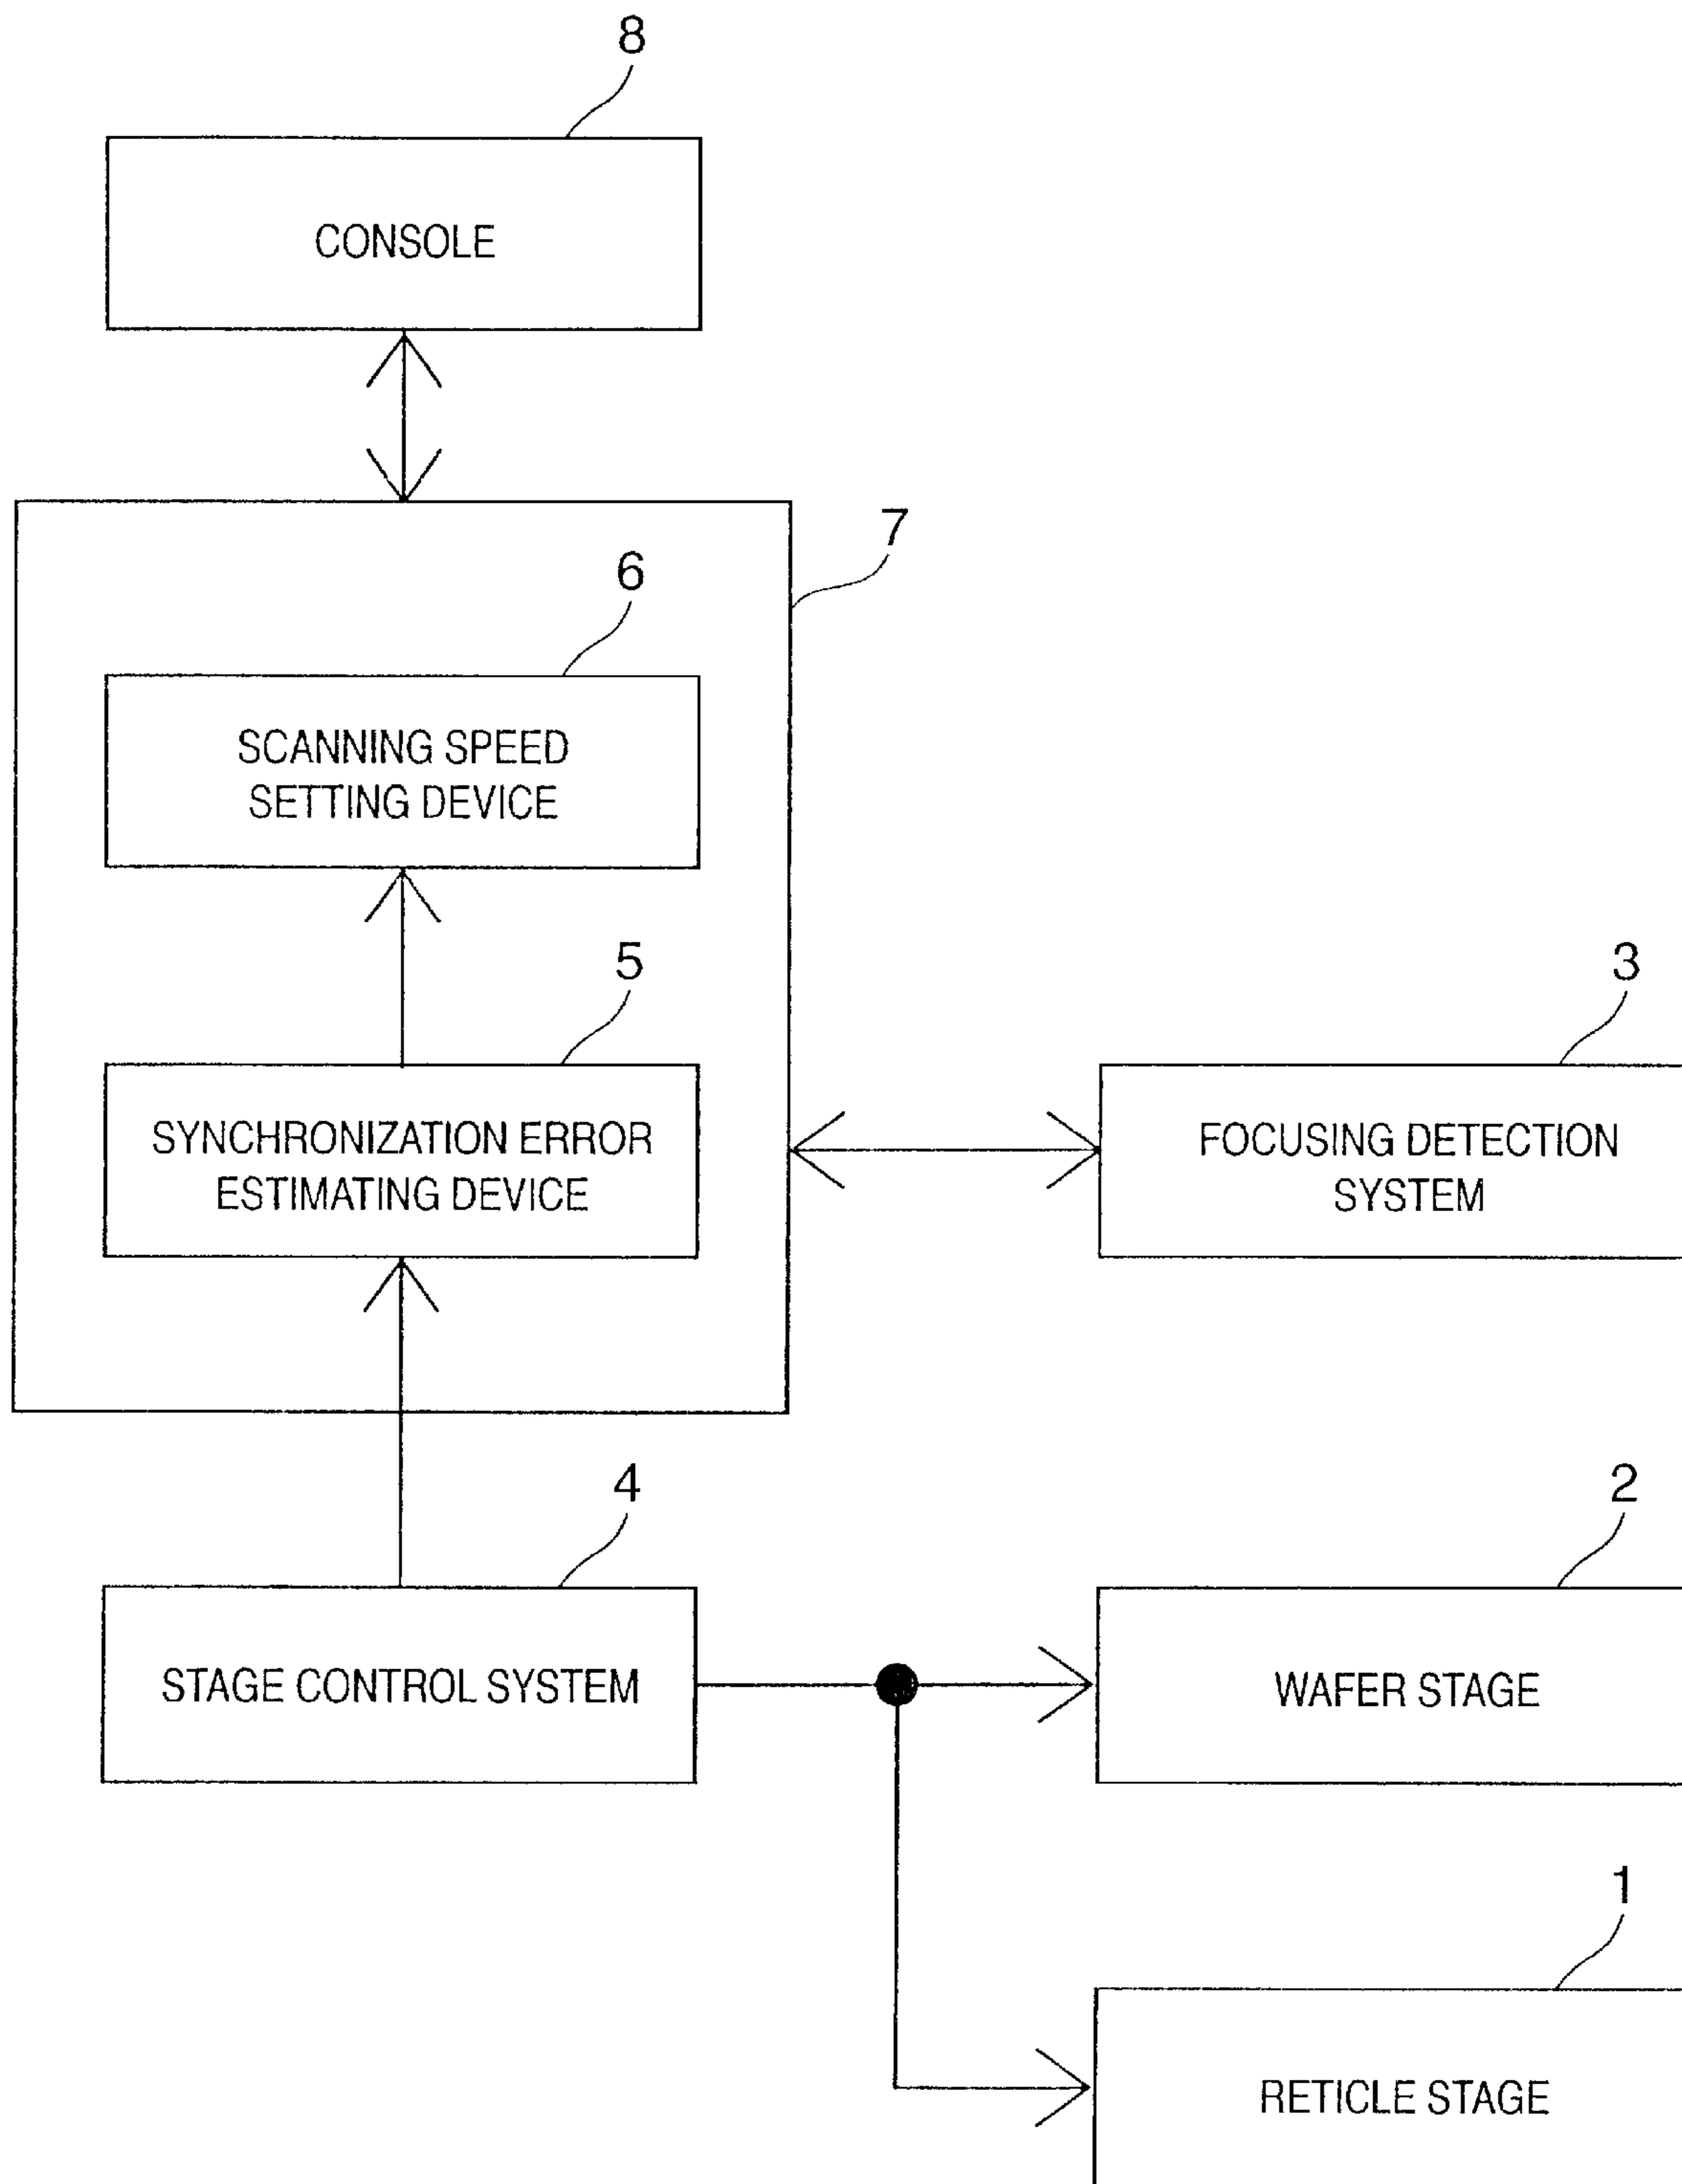 8
CONSOLE
7
6
SCANNING SPEED
SETTING DEVICE
5
SYNCHRONIZATION ERROR
ESTIMATING DEVICE
3
FOCUSING DETECTION
SYSTEM
4
STAGE CONTROL SYSTEM
2
WAFER STAGE
1
RETICLE STAGE